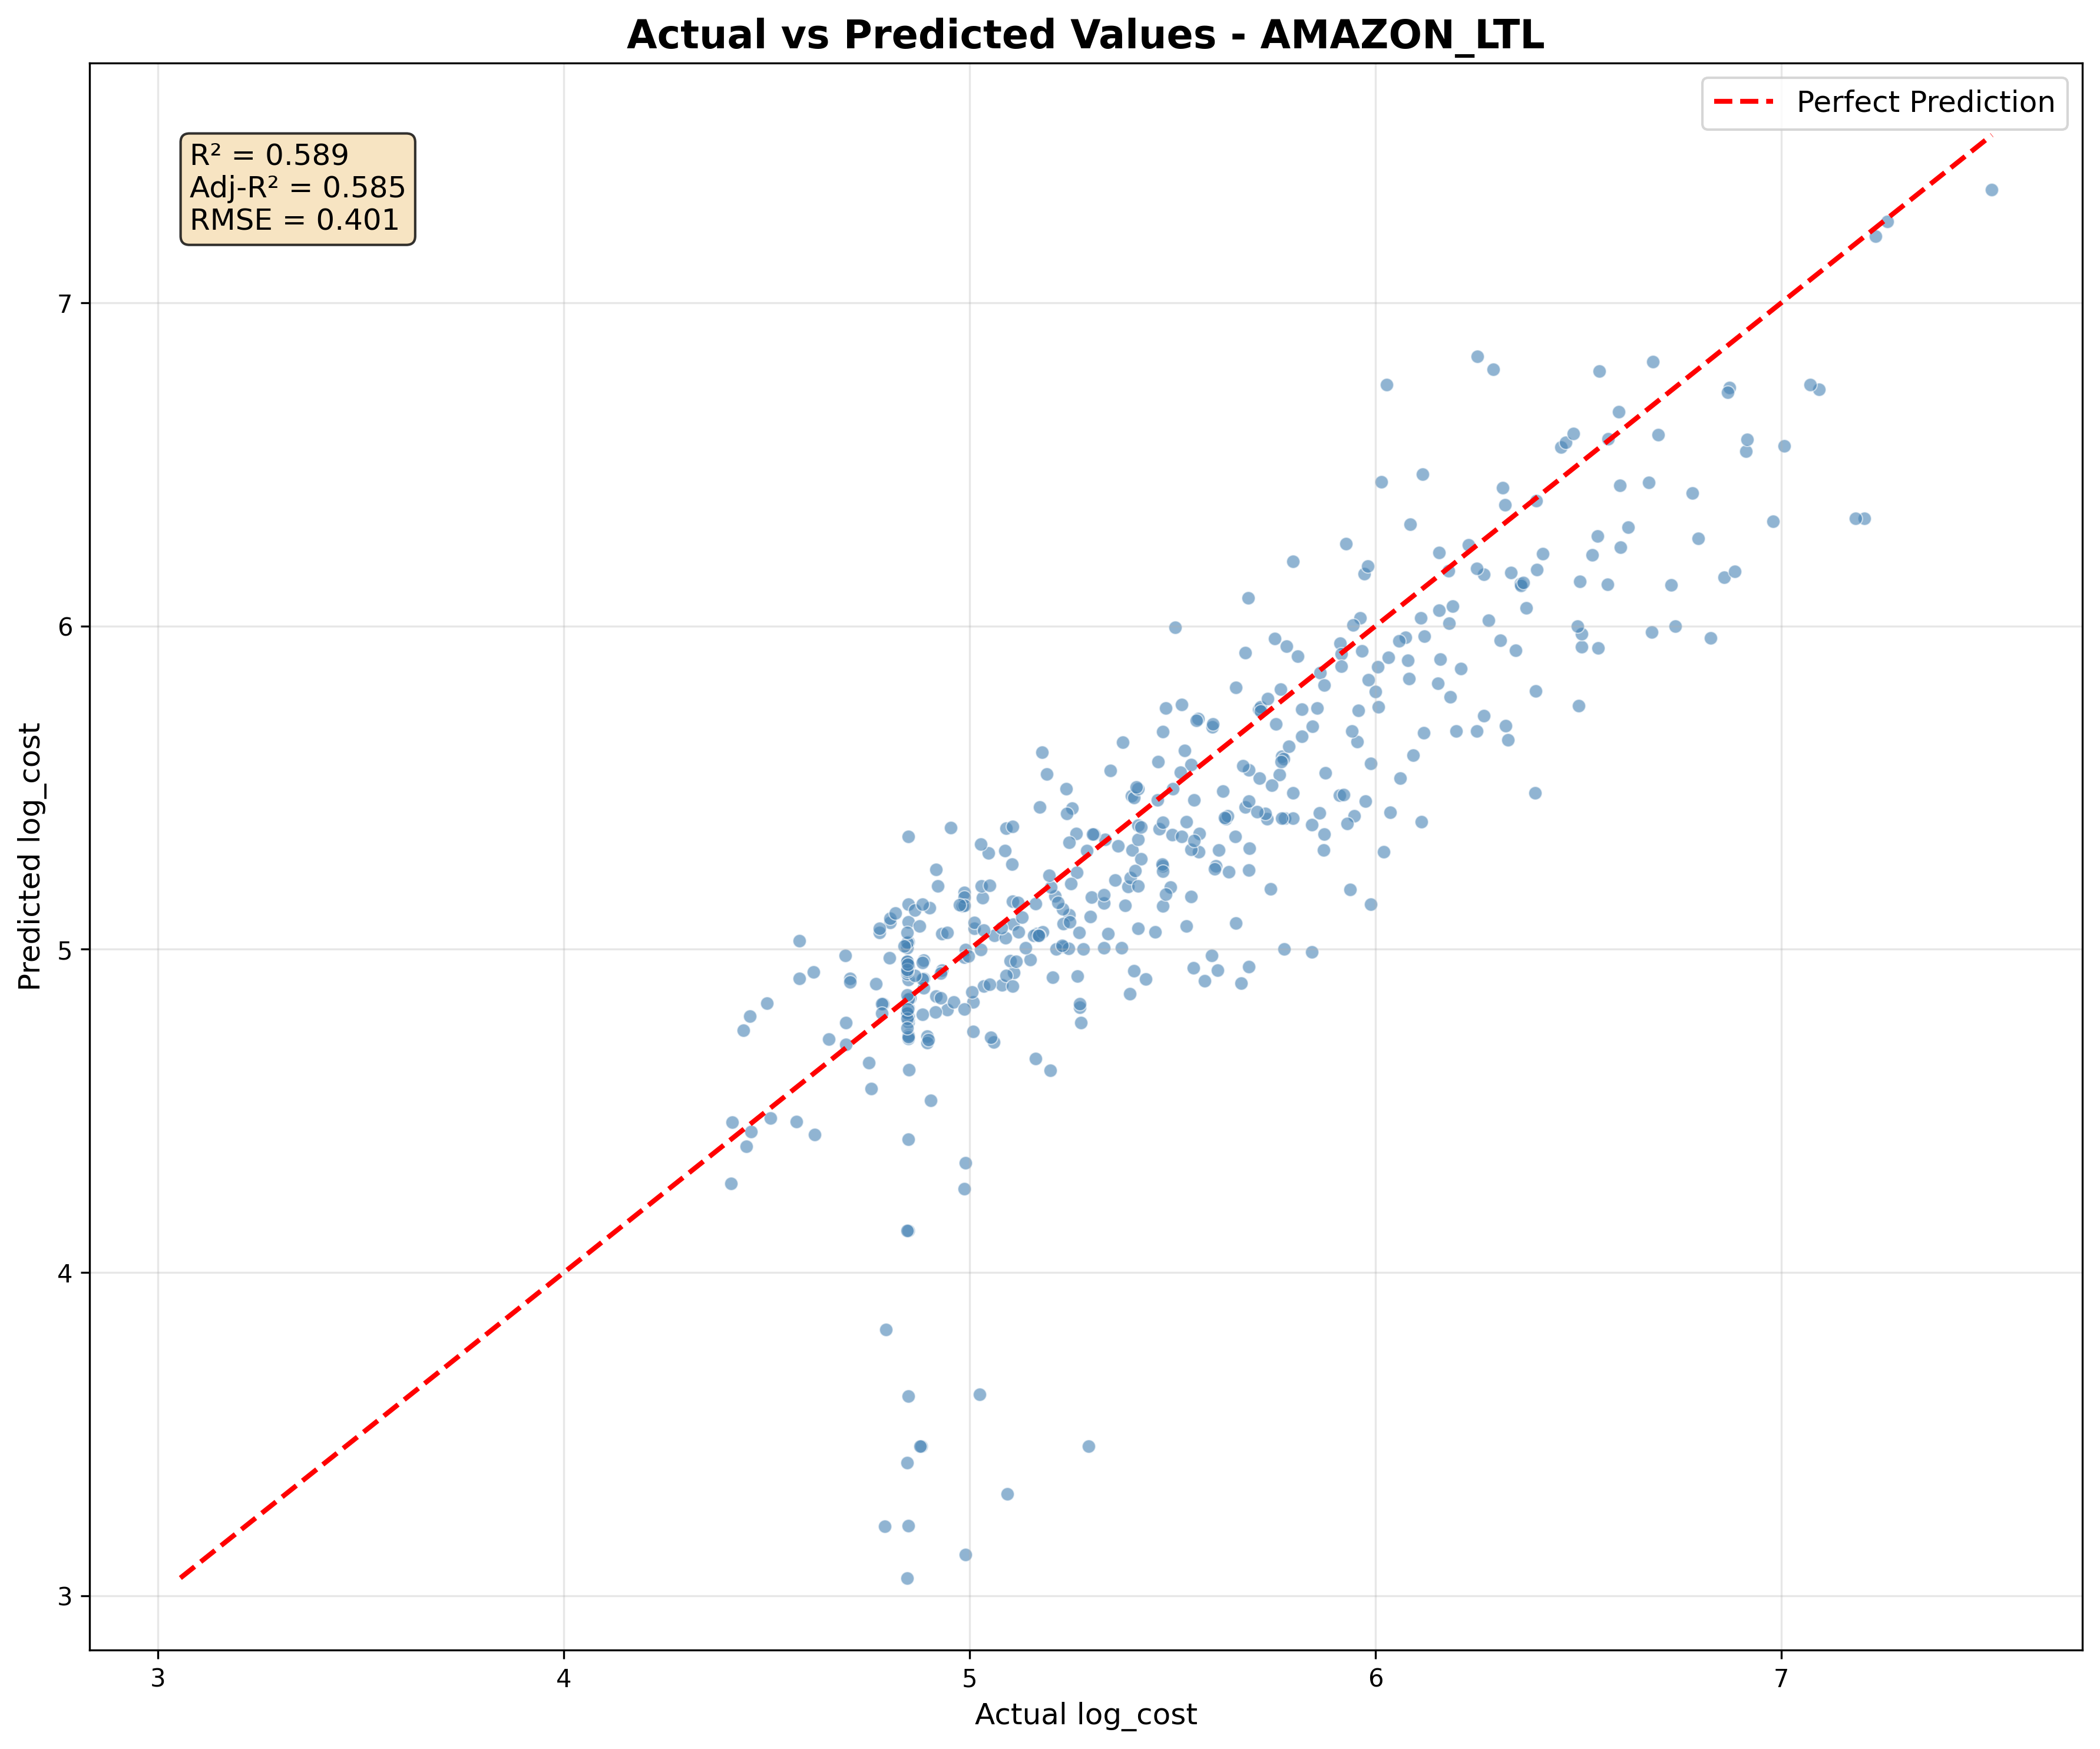 Actual vs Predicted Values - AMAZON_LTL
Perfect Prediction
R² = 0.589
Adj-R² = 0.585
RMSE = 0.401
Predicted log_cost
7
6
5
4
3
3 4 5 6 7
Actual log_cost